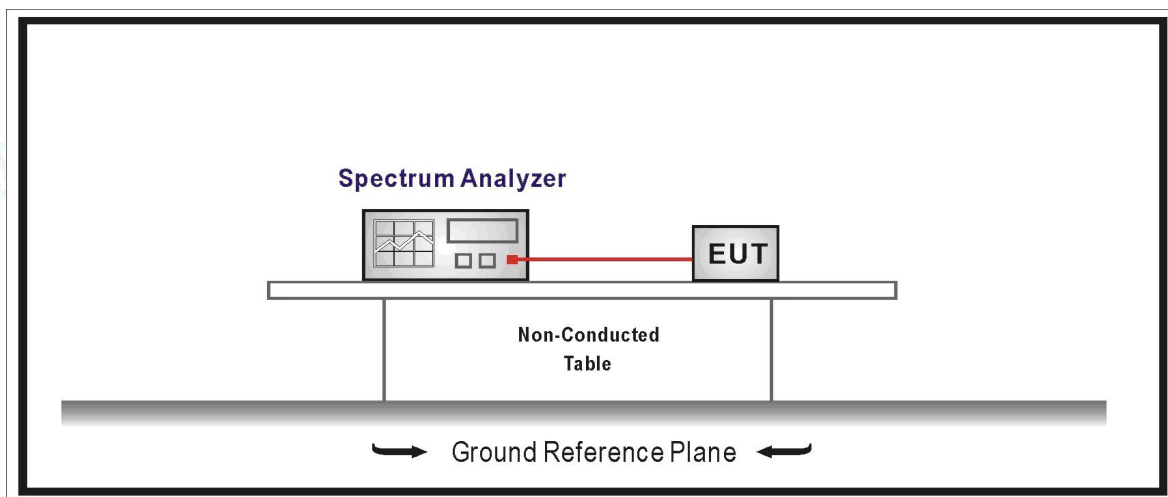 Spectrum Analyzer
EUT
Non-Conducted
Table
Ground Reference Plane